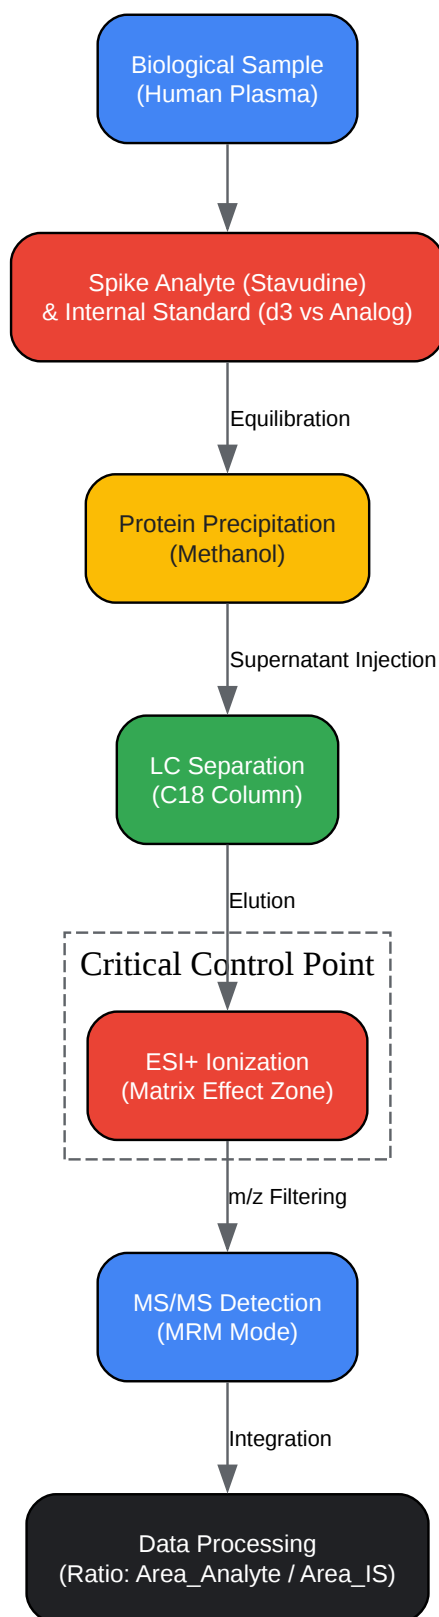 Biological Sample
(Human Plasma)
Spike Analyte (Stavudine)
& Internal Standard (d3 vs Analog)
Equilibration
Protein Precipitation
(Methanol)
Supernatant Injection
LC Separation
(C18 Column)
Elution
Critical Control Point
ESI+ Ionization
(Matrix Effect Zone)
m/z Filtering
MS/MS Detection
(MRM Mode)
Integration
Data Processing
(Ratio: Area_Analyte / Area_IS)